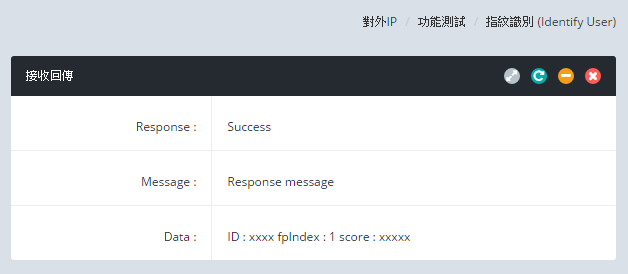 對外IP / 功能測試 / 指紋識別 (Identify User)
接收回傳
Response : Success
Message : Response message
Data : ID : xxxx fpIndex : 1 score : xxxxx